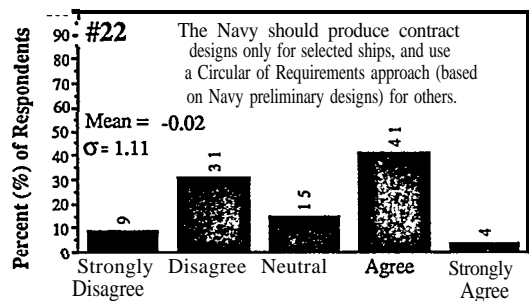 #22
The Navy should produce contract
designs only for selected ships, and use
a Circular of Requirements approach (based
on Navy preliminary designs) for others.
Mean = -0.02
σ = 1.11
Percent (%) of Respondents
90
80
70
60
50
40
30
20
10
0
9
31
15
41
4
Strongly Disagree
Disagree
Neutral
Agree
Strongly Agree